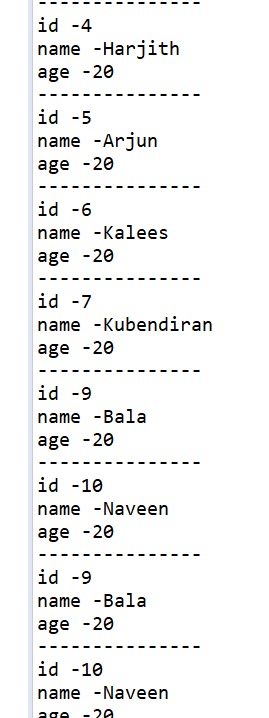 ---------------
id -4
name -Harjith
age -20
---------------
id -5
name -Arjun
age -20
---------------
id -6
name -Kalees
age -20
---------------
id -7
name -Kubendiran
age -20
---------------
id -9
name -Bala
age -20
---------------
id -10
name -Naveen
age -20
---------------
id -9
name -Bala
age -20
---------------
id -10
name -Naveen
age -20